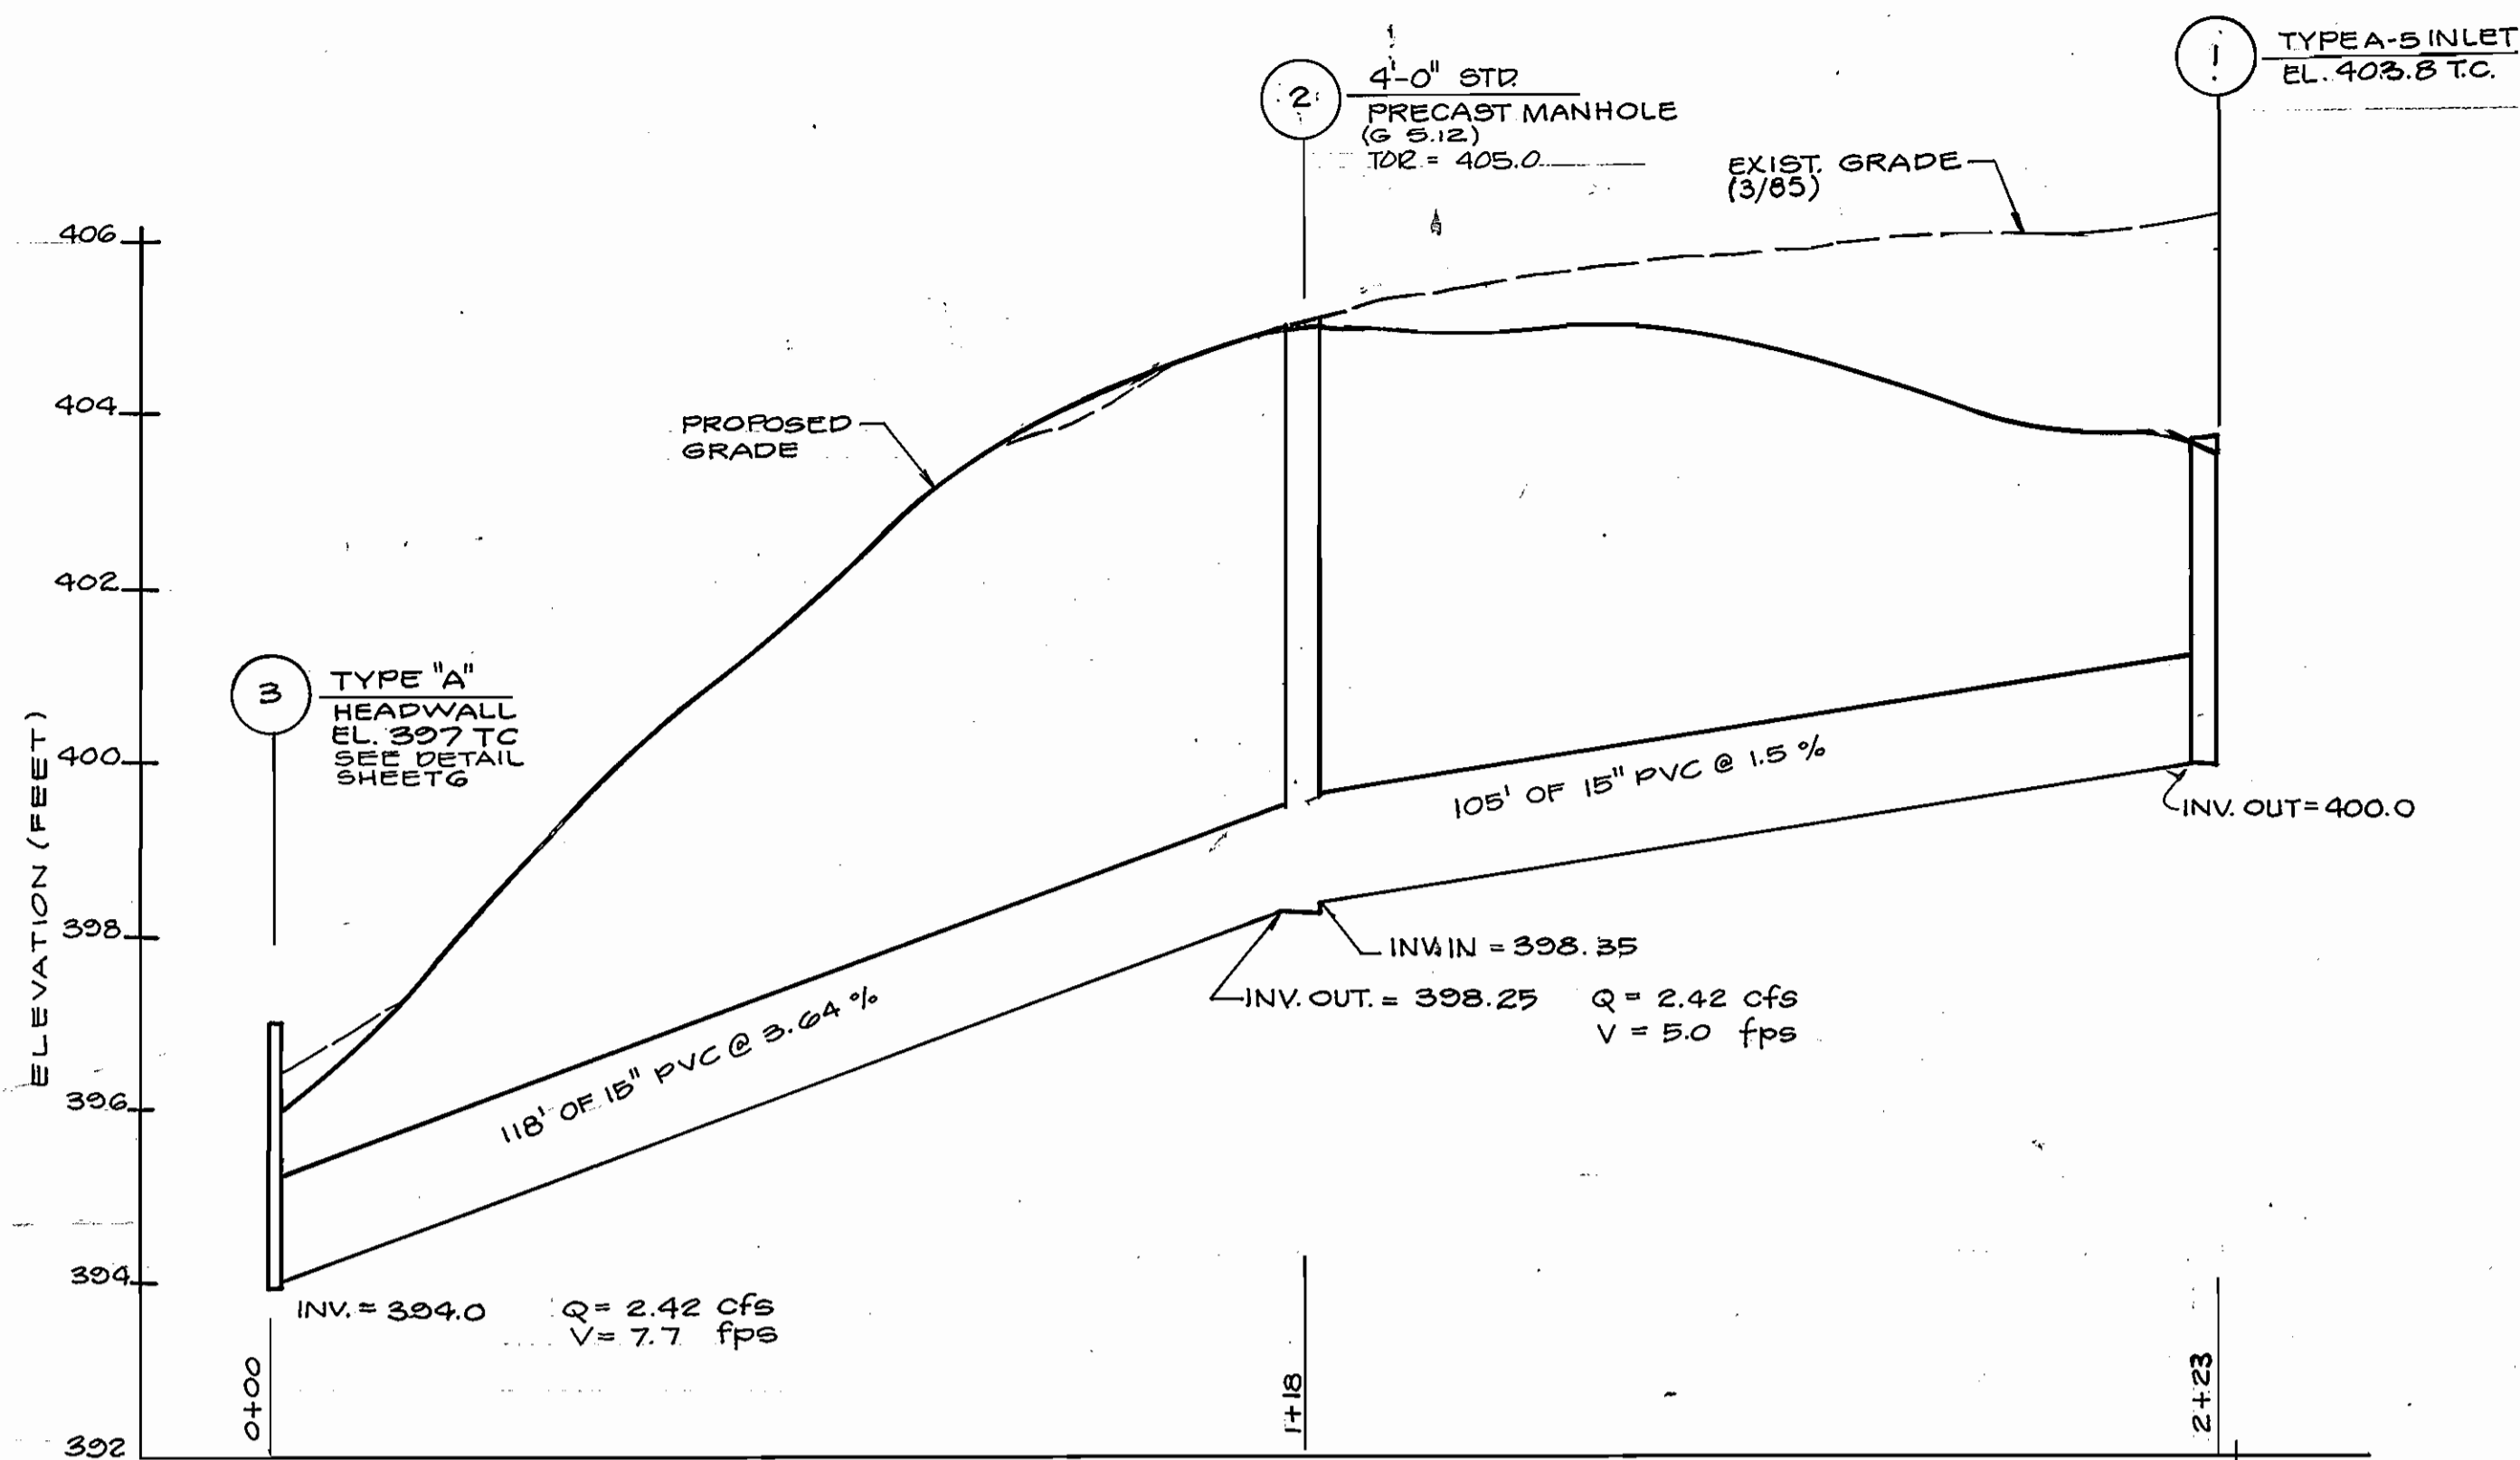 1
TYPE A-5 INLET
EL. 403.8 T.C.
2
4'-0" STD.
PRECAST MANHOLE
(G 5.12)
TOR = 405.0
EXIST. GRADE
(3/85)
406
404
PROPOSED
GRADE
402
3
TYPE "A"
HEADWALL
EL. 397 TC
SEE DETAIL
SHEET 6
ELEVATION (FEET)
400
105' OF 15" PVC @ 1.5 %
INV. OUT = 400.0
398
INV. IN = 398.35
INV. OUT. = 398.25
Q = 2.42 cfs
V = 5.0 fps
118' OF 15" PVC @ 3.64 %
396
394
INV. = 394.0
Q = 2.42 cfs
V = 7.7 fps
0+00
1+18
2+23
392